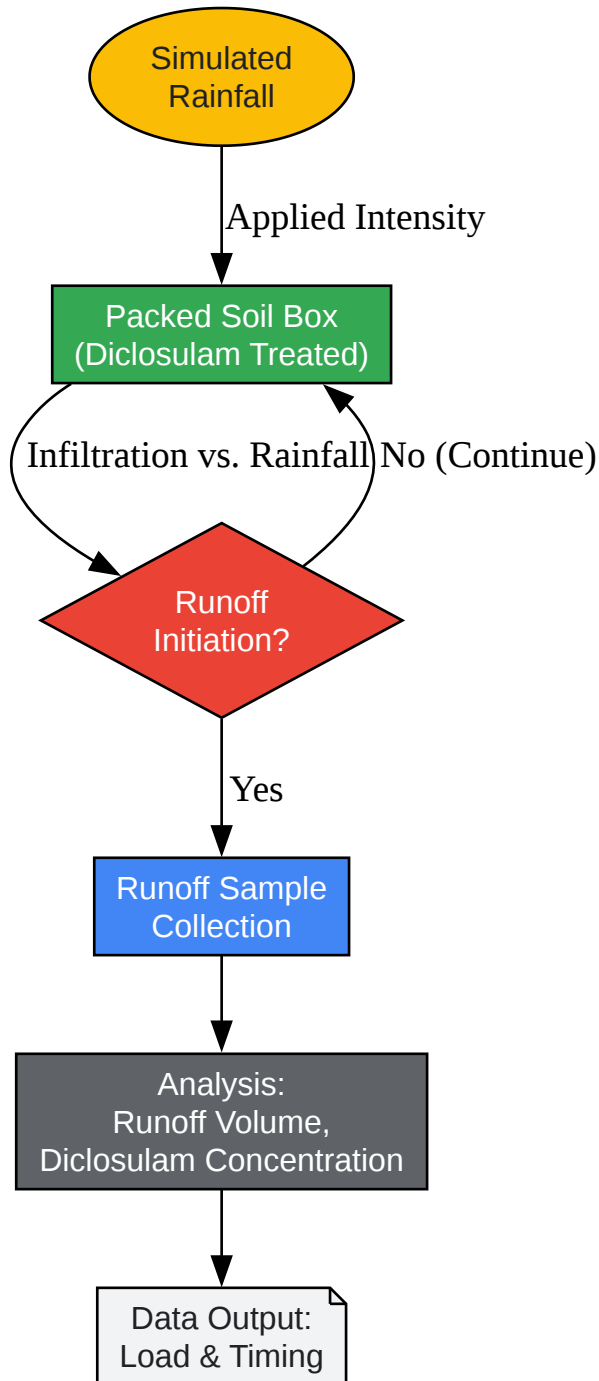 Simulated
Rainfall
Applied Intensity
Packed Soil Box
(Diclosulam Treated)
Infiltration vs. Rainfall
No (Continue)
Runoff
Initiation?
Yes
Runoff Sample
Collection
Analysis:
Runoff Volume,
Diclosulam Concentration
Data Output:
Load & Timing